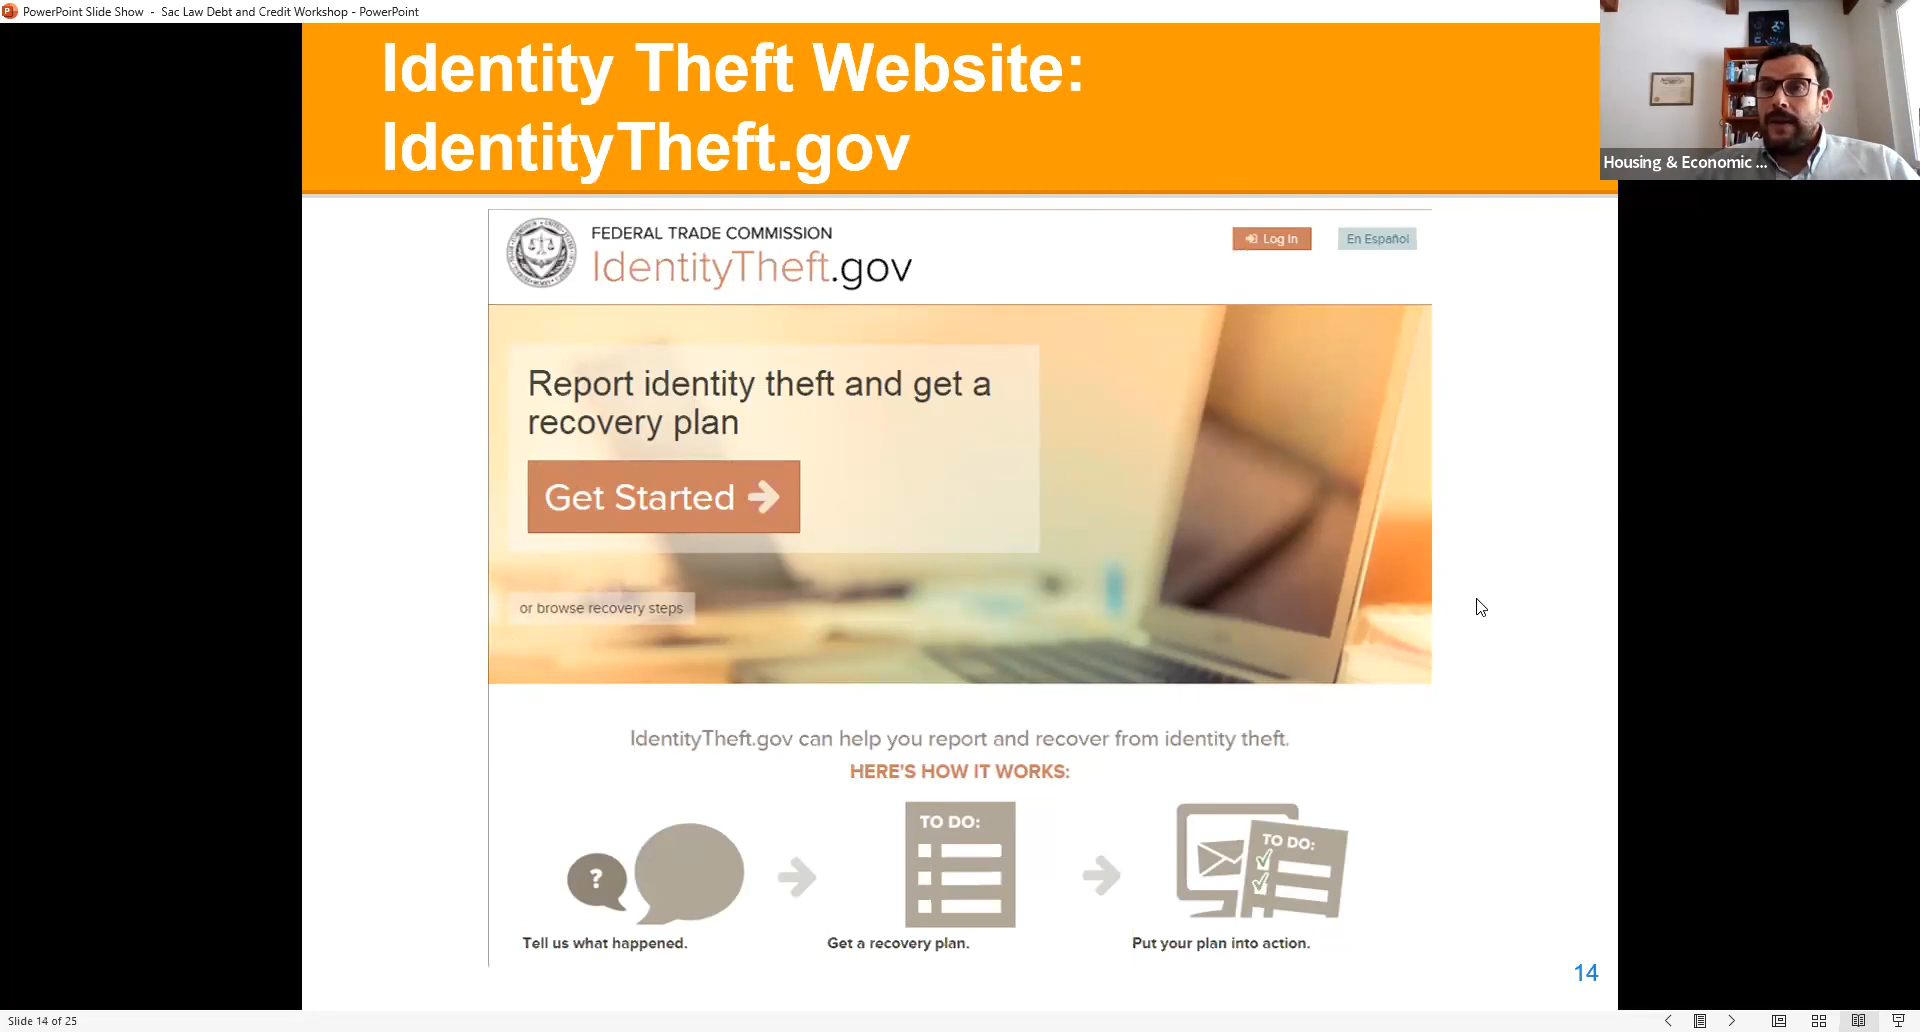 PowerPoint Slide Show - Sac Law Debt and Credit Workshop - PowerPoint
Identity Theft Website:
IdentityTheft.gov
Housing & Economic ...
FEDERAL TRADE COMMISSION
IdentityTheft.gov
Log In
En Español
Report identity theft and get a
recovery plan
Get Started
or browse recovery steps
IdentityTheft.gov can help you report and recover from identity theft.
HERE'S HOW IT WORKS:
?
TO DO:
TO DO:
Tell us what happened.
Get a recovery plan.
Put your plan into action.
14
Slide 14 of 25